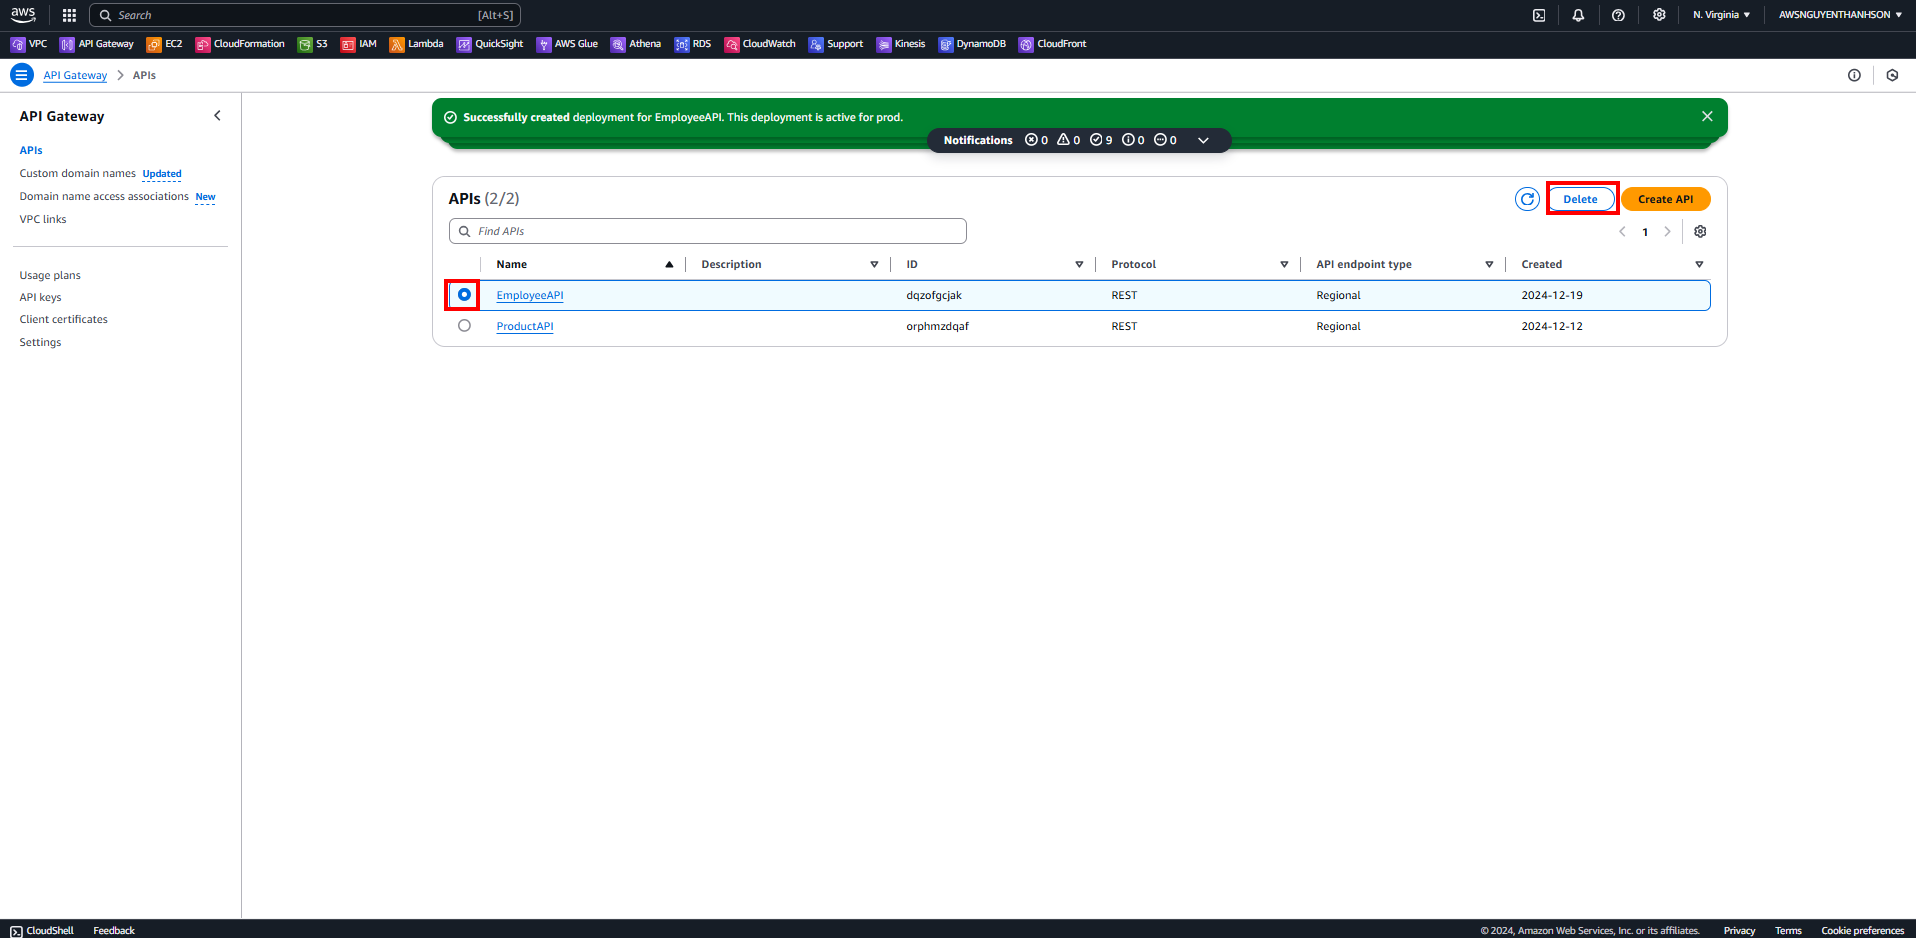 aws Search [Alt+S] N. Virginia ▼ AWSNGUYENTHANHSON ▼
VPC API Gateway EC2 CloudFormation S3 IAM Lambda QuickSight AWS Glue Athena RDS CloudWatch Support Kinesis DynamoDB CloudFront
API Gateway > APIs
API Gateway
APIs
Custom domain names Updated
Domain name access associations New
VPC links
Usage plans
API keys
Client certificates
Settings
Successfully created deployment for EmployeeAPI. This deployment is active for prod.
Notifications 0 0 9 0 0
APIs (2/2) Delete Create API
Find APIs 1
Name Description ID Protocol API endpoint type Created
EmployeeAPI dqzofgcjak REST Regional 2024-12-19
ProductAPI orphmzdqaf REST Regional 2024-12-12
CloudShell Feedback © 2024, Amazon Web Services, Inc. or its affiliates. Privacy Terms Cookie preferences